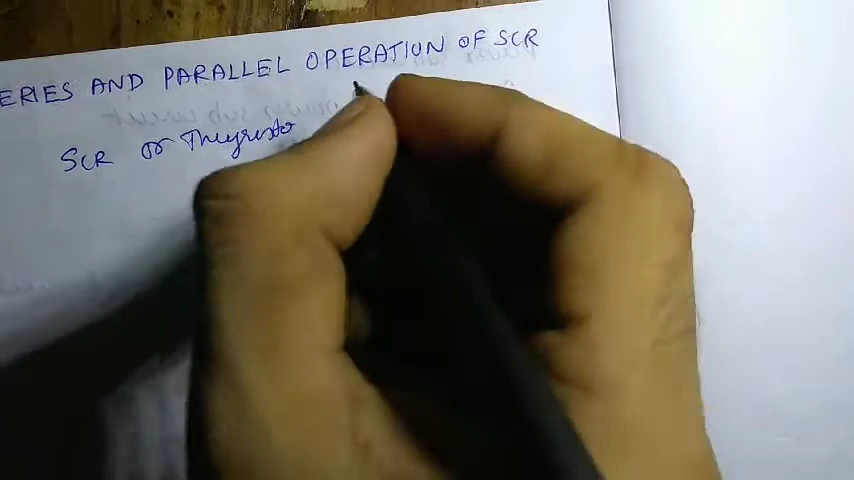 ERIES AND PARALLEL OPERATION OF SCR
SCR or Thyristo